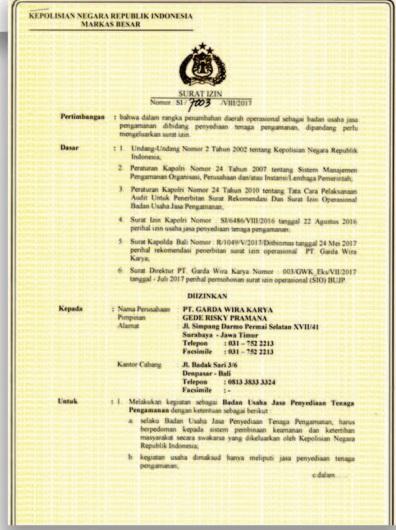 KEPOLISIAN NEGARA REPUBLIK INDONESIA
MARKAS BESAR
SURAT IZIN
Nomor : SI / 7003 /VIII/2017
Pertimbangan : bahwa dalam rangka penambahan daerah operasional sebagai badan usaha jasa
pengamanan dibidang penyediaan tenaga pengamanan, dipandang perlu
mengeluarkan surat izin.
Dasar : 1. Undang-Undang Nomor 2 Tahun 2002 tentang Kepolisian Negara Republik
Indonesia;
2. Peraturan Kapolri Nomor 24 Tahun 2007 tentang Sistem Manajemen
Pengamanan Organisasi, Perusahaan dan/atau Instansi/Lembaga Pemerintah;
3. Peraturan Kapolri Nomor 24 Tahun 2010 tentang Tata Cara Pelaksanaan
Audit Untuk Penerbitan Surat Rekomendasi Dan Surat Izin Operasional
Badan Usaha Jasa Pengamanan;
4. Surat Izin Kapolri Nomor : SI/6486/VIII/2016 tanggal 22 Agustus 2016
perihal izin usaha jasa penyediaan tenaga pengamanan;
5. Surat Kapolda Bali Nomor : R/1049/V/2017/Ditbinmas tanggal 24 Mei 2017
perihal rekomendasi penerbitan surat izin operasional PT. Garda Wira
Karya;
6. Surat Direktur PT. Garda Wira Karya Nomor : 003/GWK_Eks/VII/2017
tanggal - Juli 2017 perihal permohonan surat izin operasional (SIO) BUJP.
DIIZINKAN
Kepada : Nama Perusahaan PT. GARDA WIRA KARYA
Pimpinan GEDE RISKY PRAMANA
Alamat Jl. Simpang Darmo Permai Selatan XVII/41
Surabaya - Jawa Timur
Telepon : 031 – 752 2213
Facsimile : 031 – 752 2213
Kantor Cabang Jl. Badak Sari 3/6
Denpasar - Bali
Telepon : 0813 3833 3324
Facsimile : -
Untuk : 1. Melakukan kegiatan sebagai Badan Usaha Jasa Penyediaan Tenaga
Pengamanan dengan ketentuan sebagai berikut :
a. selaku Badan Usaha Jasa Penyediaan Tenaga Pengamanan, harus
berpedoman kepada sistem pembinaan keamanan dan ketertiban
masyarakat secara swakarsa yang dikeluarkan oleh Kepolisian Negara
Republik Indonesia;
b. kegiatan usaha dimaksud hanya meliputi jasa penyediaan tenaga
pengamanan;
c.dalam.....